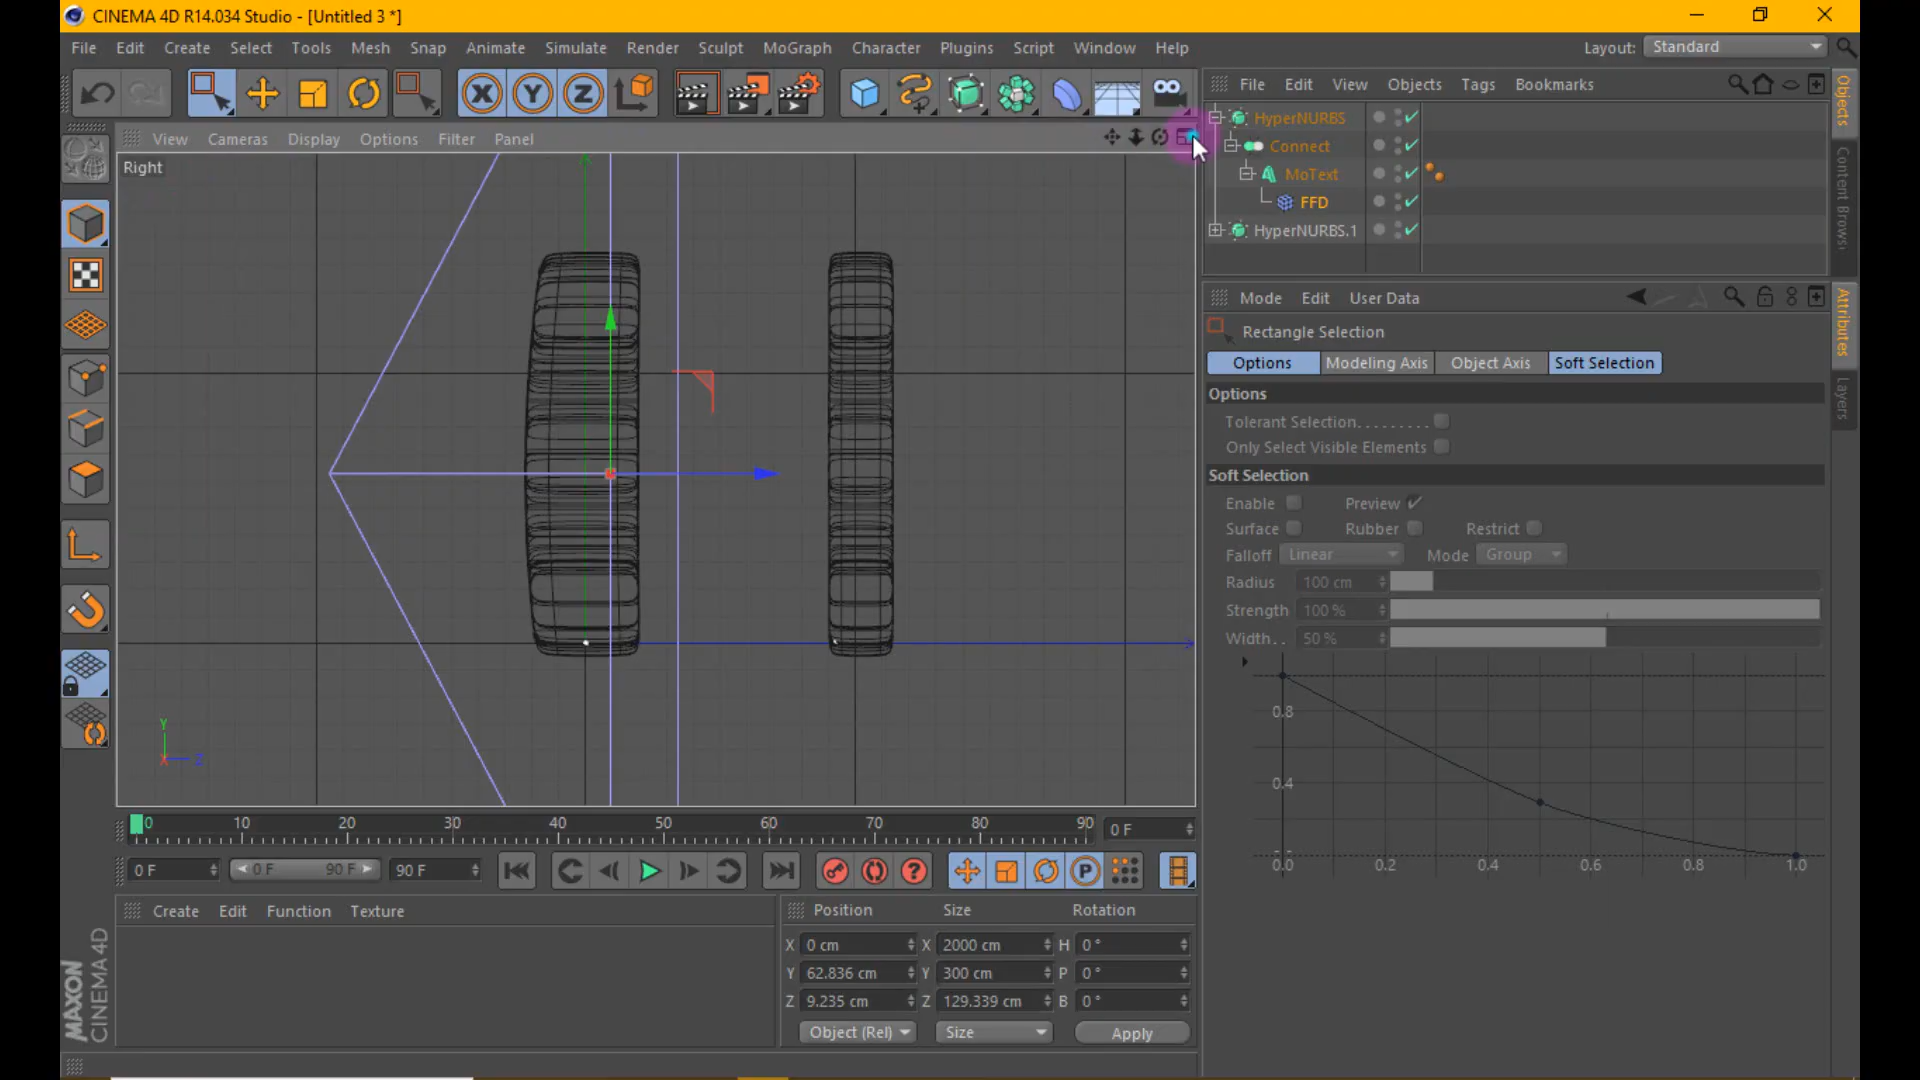 CINEMA 4D R14.034 Studio - [Untitled 3 *]
File Edit Create Select Tools Mesh Snap Animate Simulate Render Sculpt MoGraph Character Plugins Script Window Help Layout: Standard
X Y Z
File Edit View Objects Tags Bookmarks
View Cameras Display Options Filter Panel
Right
HyperNURBS
Connect
MoText
FFD
HyperNURBS.1
Objects
Content Brows
Mode Edit User Data
Rectangle Selection
Options Modeling Axis Object Axis Soft Selection
Options
Tolerant Selection
Only Select Visible Elements
Soft Selection
Enable Preview
Surface Rubber Restrict
Falloff Linear Mode Group
Radius 100 cm
Strength 100 %
Width 50 %
0.8
0.4
0.0 0.2 0.4 0.6 0.8 1.0
Attributes
Layers
Y
X
0 10 20 30 40 50 60 70 80 90 0 F
0 F 0 F 90 F 90 F
P
Create Edit Function Texture
Position Size Rotation
X 0 cm X 2000 cm H 0 °
Y 62.836 cm Y 300 cm P 0 °
Z 9.235 cm Z 129.339 cm B 0 °
Object (Rel) Size Apply
MAXON
CINEMA 4D